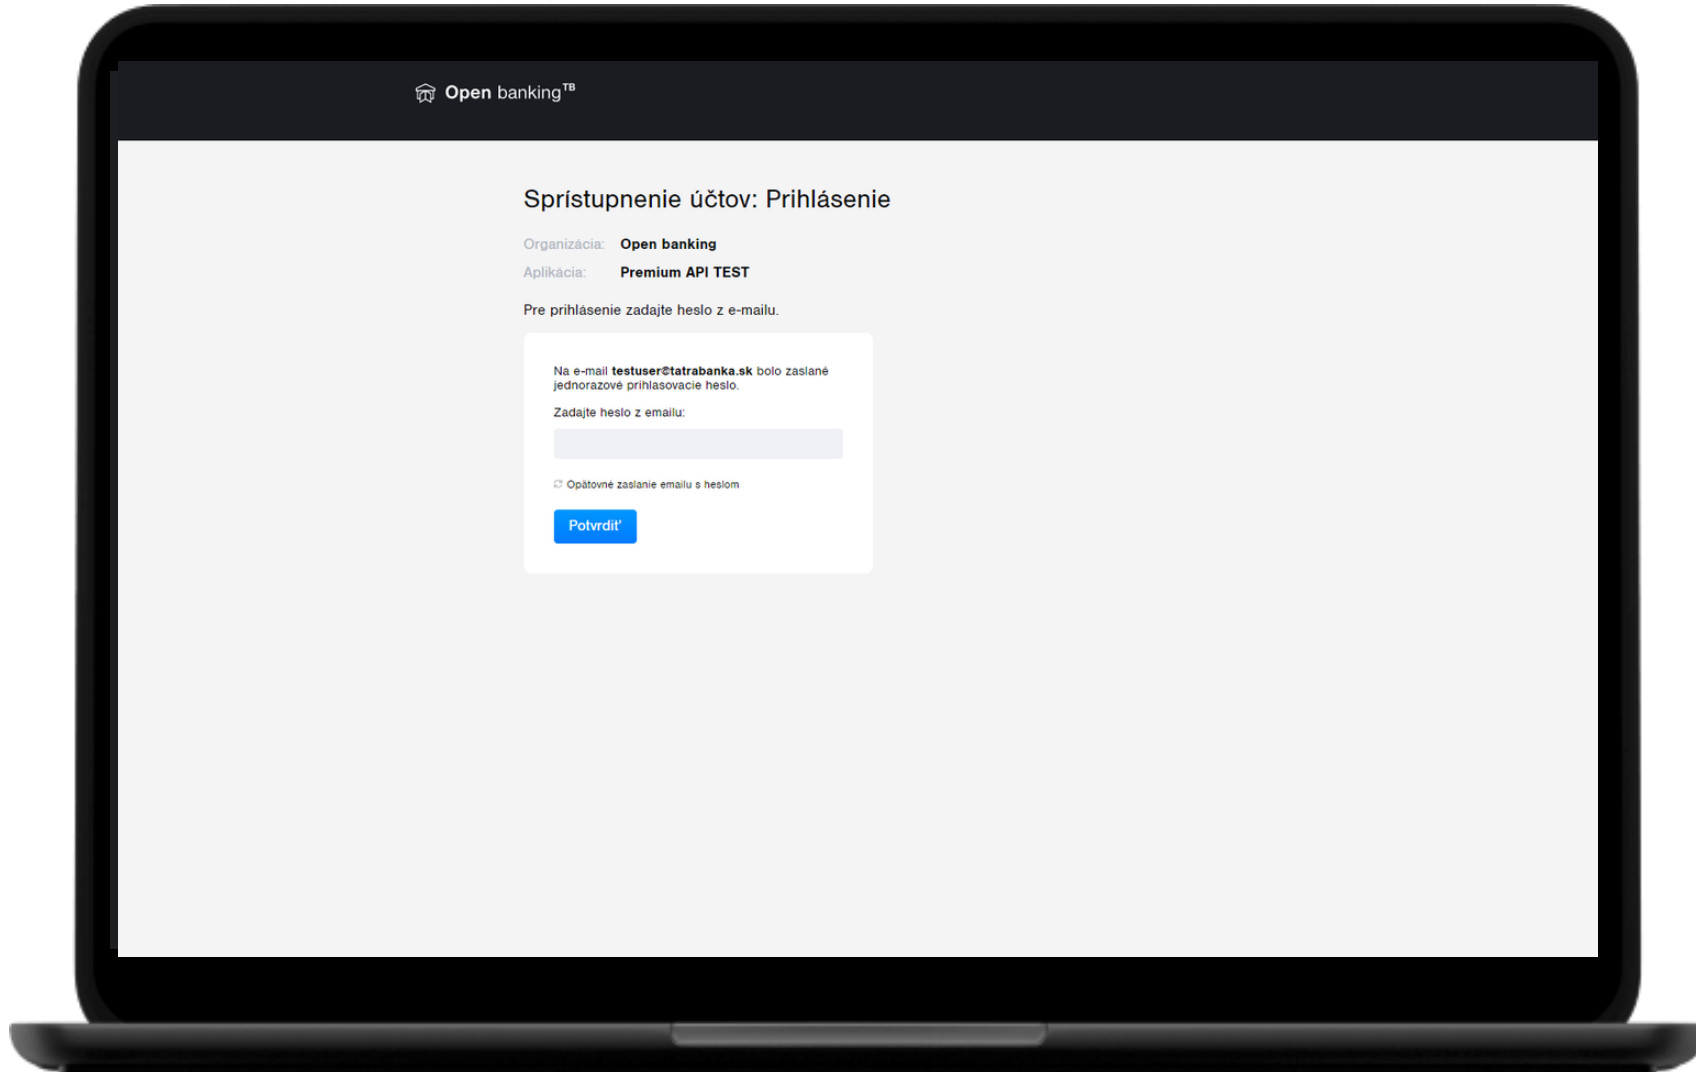 Open banking TB
Sprístupnenie účtov: Prihlásenie
Organizácia: Open banking
Aplikácia: Premium API TEST
Pre prihlásenie zadajte heslo z e-mailu.
Na e-mail testuser@tatrabanka.sk bolo zaslané
jednorazové prihlasovacie heslo.
Zadajte heslo z emailu:
Opätovné zaslanie emailu s heslom
Potvrdiť